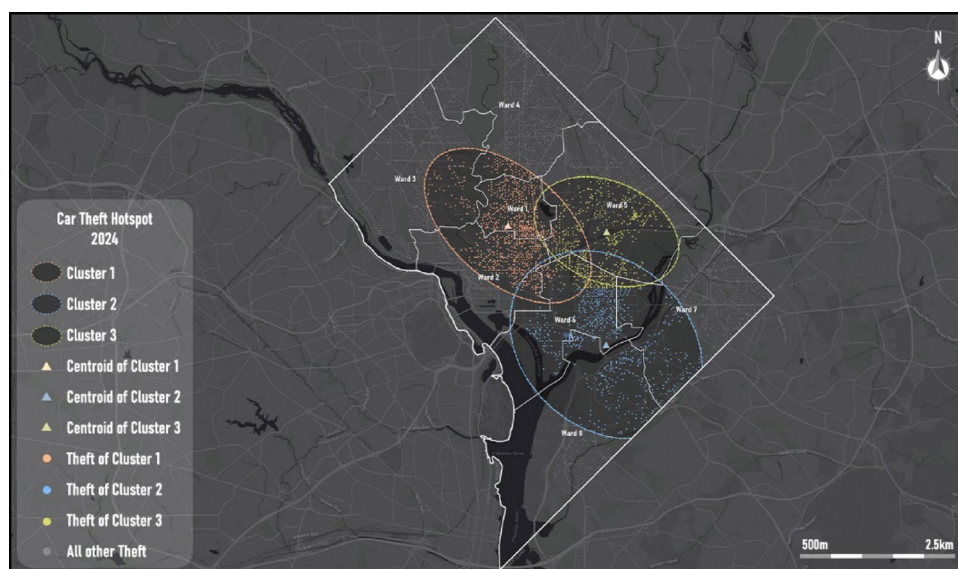 N
Ward 4
Ward 3
Ward 1
Ward 5
Ward 2
Ward 6
Ward 7
Ward 8
Car Theft Hotspot
2024
Cluster 1
Cluster 2
Cluster 3
Centroid of Cluster 1
Centroid of Cluster 2
Centroid of Cluster 3
Theft of Cluster 1
Theft of Cluster 2
Theft of Cluster 3
All other Theft
500m 2.5km